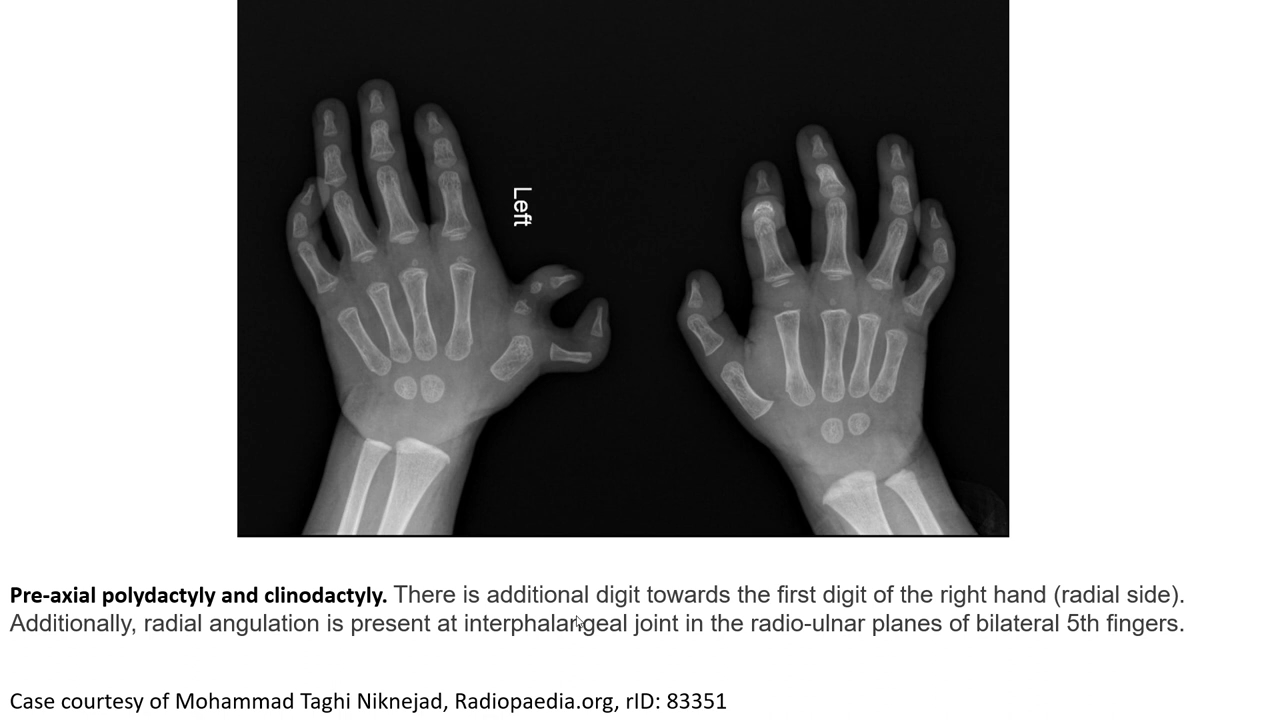 Left
Pre-axial polydactyly and clinodactyly. There is additional digit towards the first digit of the right hand (radial side).
Additionally, radial angulation is present at interphalangeal joint in the radio-ulnar planes of bilateral 5th fingers.
Case courtesy of Mohammad Taghi Niknejad, Radiopaedia.org, rID: 83351